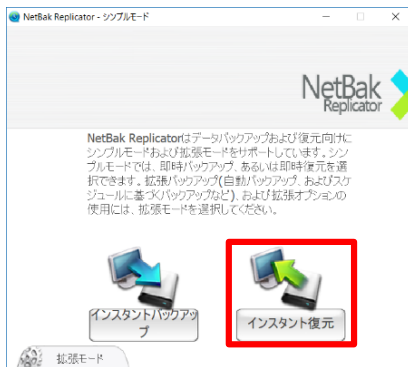 NetBak Replicator - シンプルモード
NetBak
Replicator
NetBak Replicatorはデータバックアップおよび復元向けに
シンプルモードおよび拡張モードをサポートしています。シン
プルモードでは、即時バックアップ、あるいは即時復元を選
択できます。拡張バックアップ(自動バックアップ、およびスケ
ジュールに基づくバックアップなど)、および拡張オプションの
使用には、拡張モードを選択してください。
インスタントバックアッ
プ
インスタント復元
拡張モード